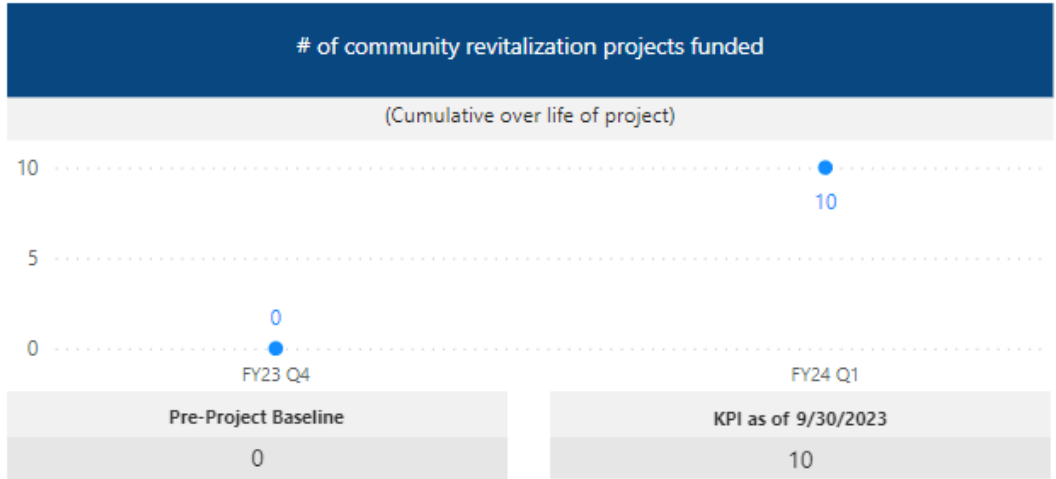 # of community revitalization projects funded
(Cumulative over life of project)
10
10
5
0
0
FY23 Q4 FY24 Q1
Pre-Project Baseline KPI as of 9/30/2023
0 10